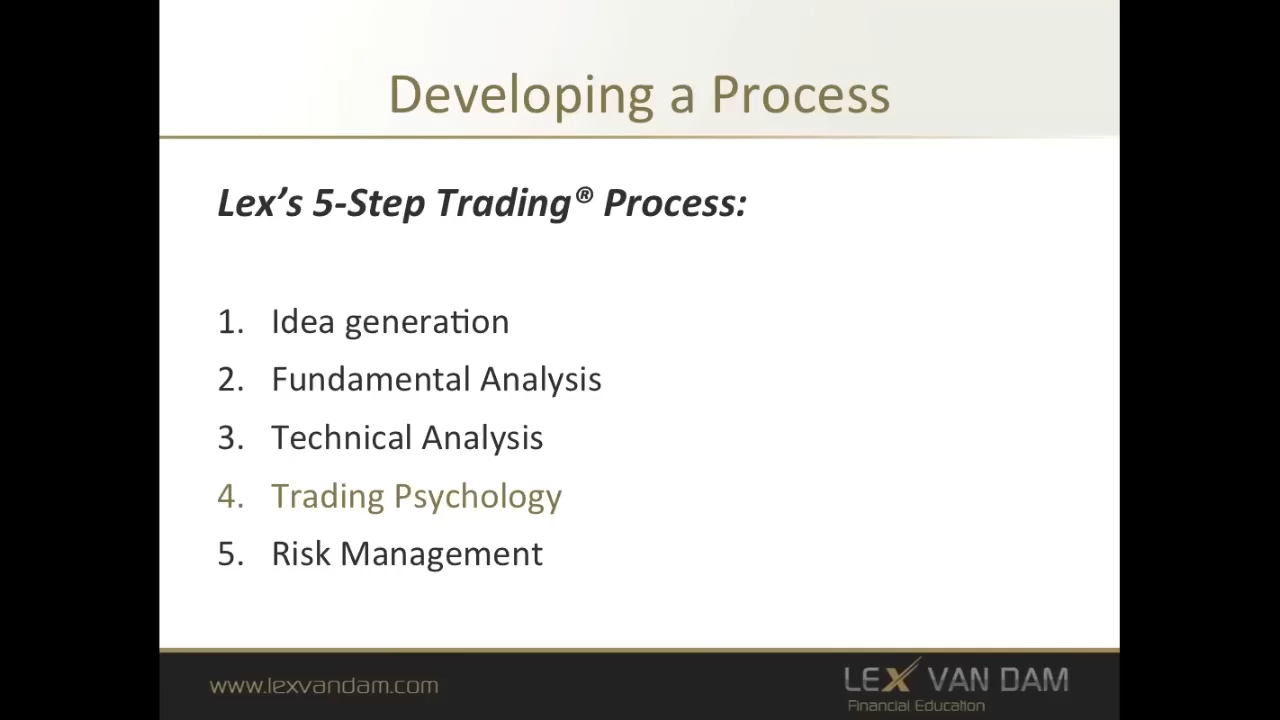 Developing a Process
Lex’s 5-Step Trading® Process:
1. Idea generation
2. Fundamental Analysis
3. Technical Analysis
4. Trading Psychology
5. Risk Management
www.lexvandam.com
LEX VAN DAM
Financial Education